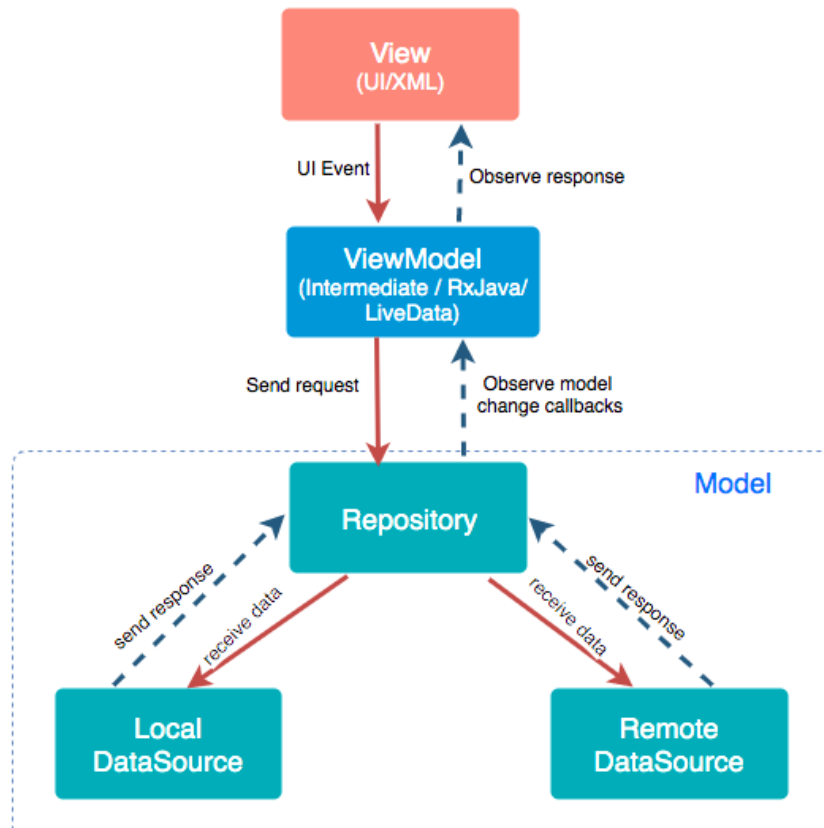 View
(UI/XML)
UI Event
Observe response
ViewModel
(Intermediate / RxJava/
LiveData)
Send request
Observe model
change callbacks
Model
Repository
send response
receive data
receive data
send response
Local
DataSource
Remote
DataSource